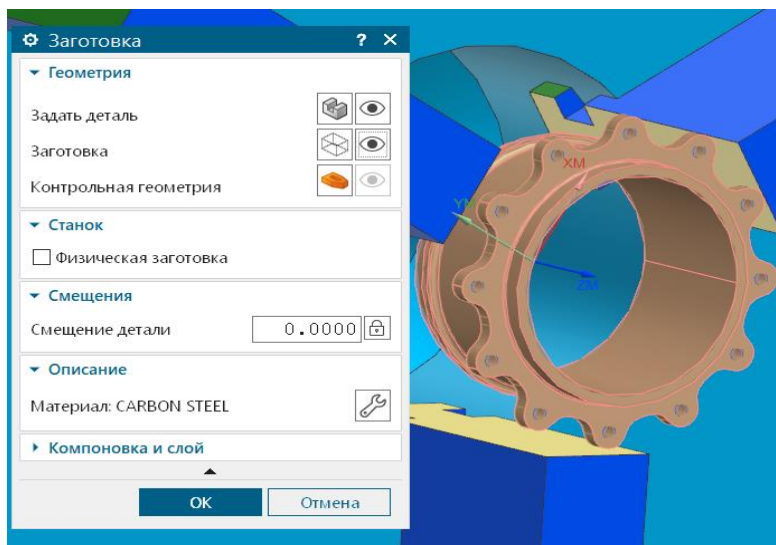 Заготовка ? ×
Геометрия
Задать деталь
Заготовка
Контрольная геометрия
Станок
Физическая заготовка
Смещения
Смещение детали 0.0000
Описание
Материал: CARBON STEEL
Компоновка и слой
OK Отмена
XM
YM
ZM